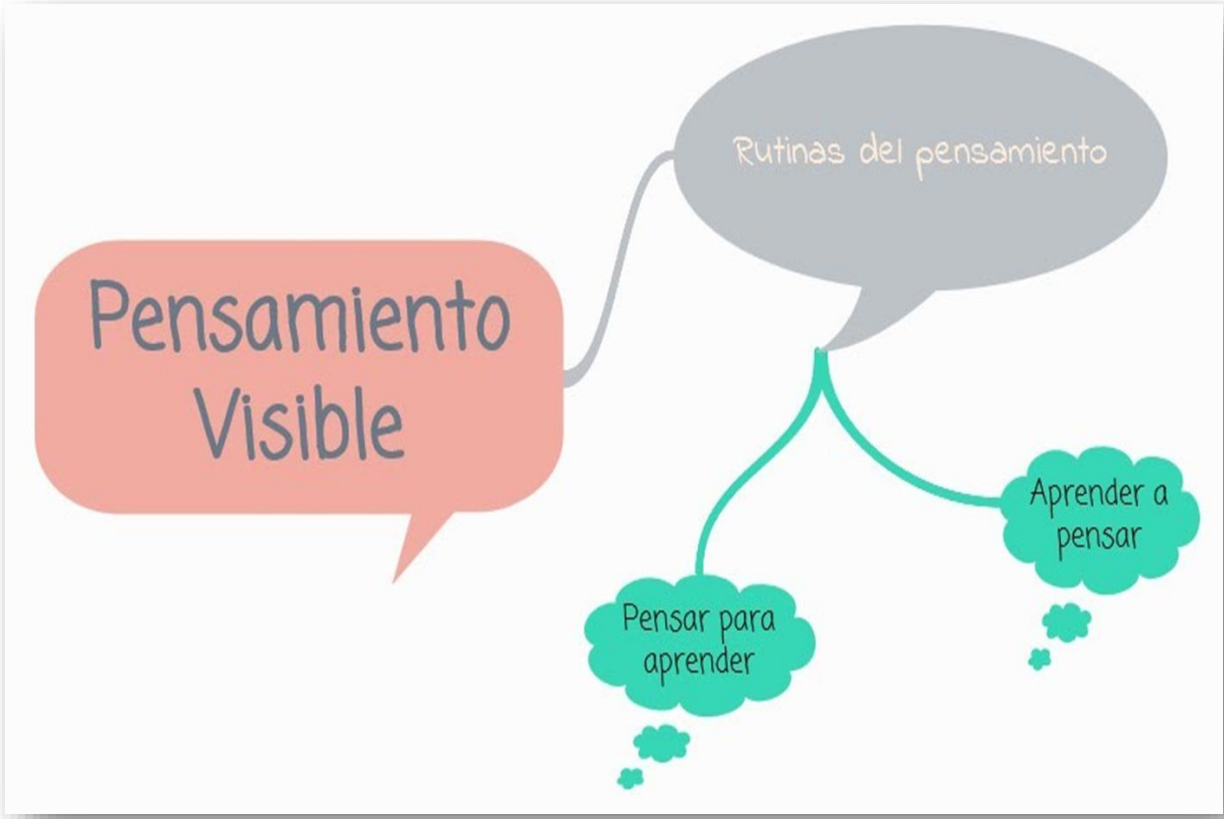 Pensamiento
Visible
Rutinas del pensamiento
Aprender a
pensar
Pensar para
aprender